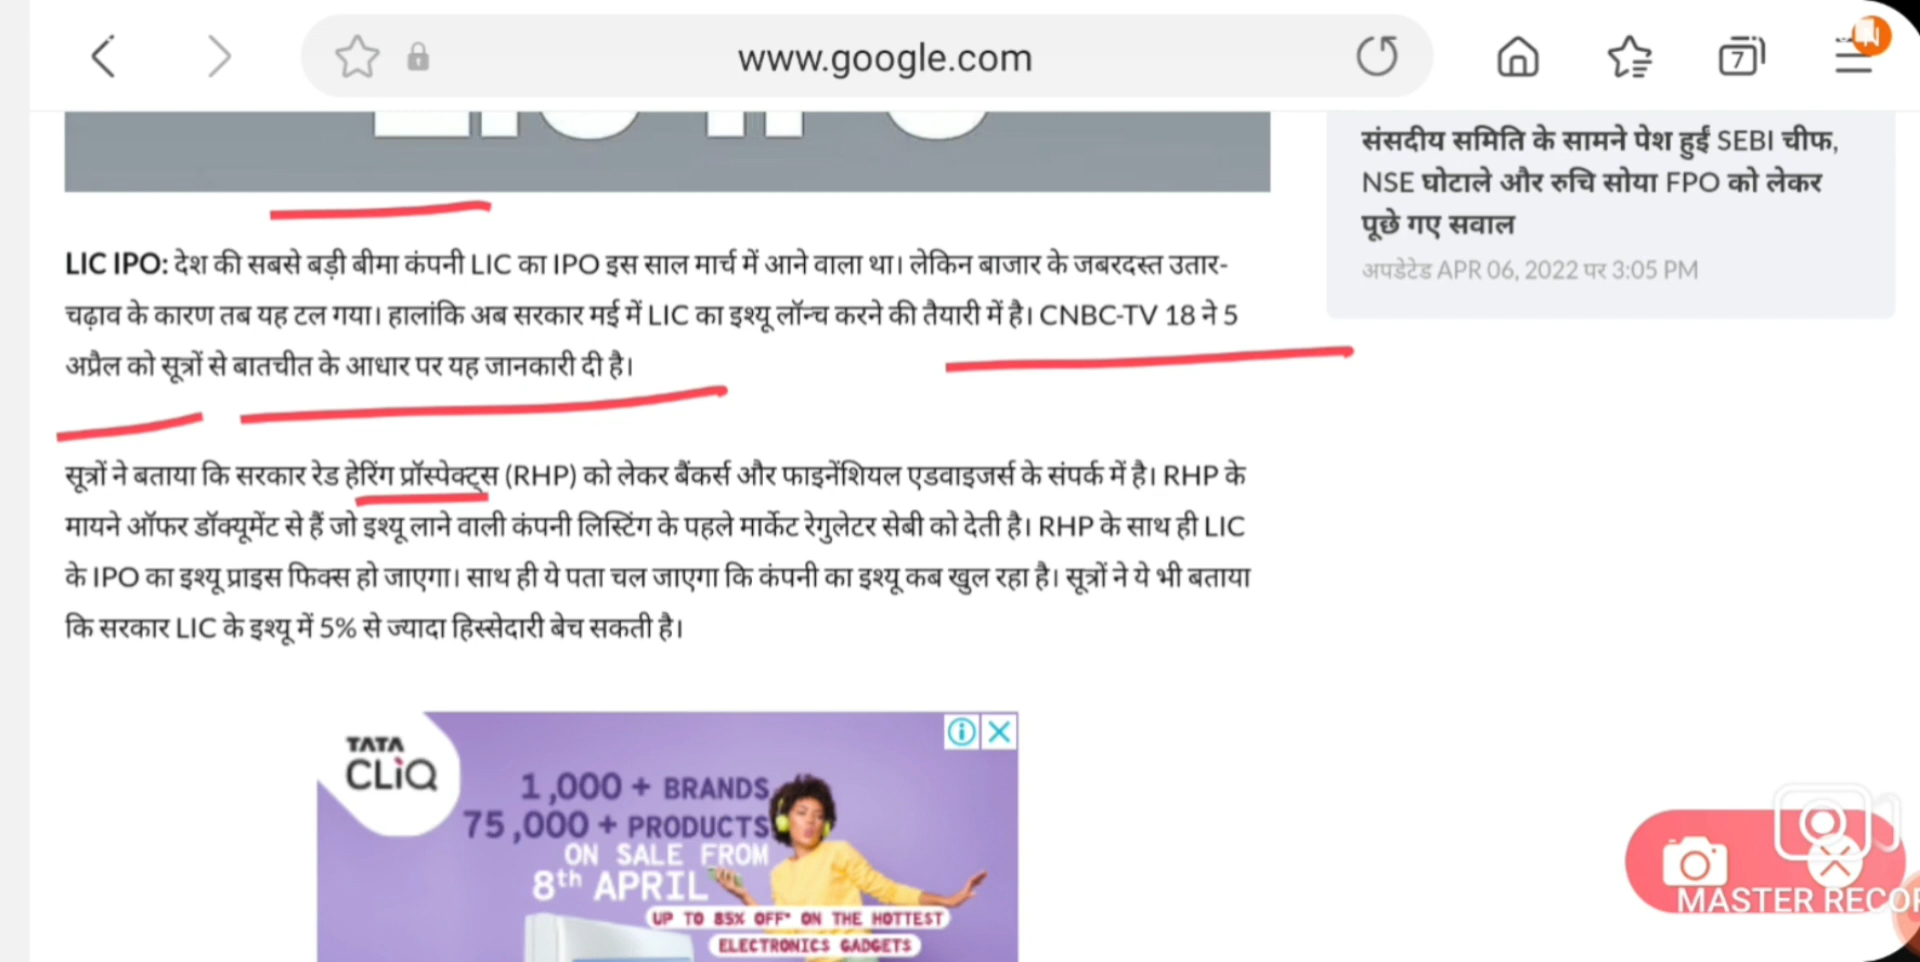 www.google.com
7
संसदीय समिति के सामने पेश हुईं SEBI चीफ,
NSE घोटाले और रुचि सोया FPO को लेकर
पूछे गए सवाल
अपडेटेड APR 06, 2022 पर 3:05 PM
LIC IPO: देश की सबसे बड़ी बीमा कंपनी LIC का IPO इस साल मार्च में आने वाला था। लेकिन बाजार के जबरदस्त उतार-
चढ़ाव के कारण तब यह टल गया। हालांकि अब सरकार मई में LIC का इश्यू लॉन्च करने की तैयारी में है। CNBC-TV 18 ने 5
अप्रैल को सूत्रों से बातचीत के आधार पर यह जानकारी दी है।
सूत्रों ने बताया कि सरकार रेड हेरिंग प्रॉस्पेक्ट्स (RHP) को लेकर बैंकर्स और फाइनेंशियल एडवाइजर्स के संपर्क में है। RHP के
मायने ऑफर डॉक्यूमेंट से हैं जो इश्यू लाने वाली कंपनी लिस्टिंग के पहले मार्केट रेगुलेटर सेबी को देती है। RHP के साथ ही LIC
के IPO का इश्यू प्राइस फिक्स हो जाएगा। साथ ही ये पता चल जाएगा कि कंपनी का इश्यू कब खुल रहा है। सूत्रों ने ये भी बताया
कि सरकार LIC के इश्यू में 5% से ज्यादा हिस्सेदारी बेच सकती है।
TATA
CLiQ
1,000 + BRANDS
75,000 + PRODUCTS
ON SALE FROM
8th APRIL
UP TO 85% OFF* ON THE HOTTEST
ELECTRONICS GADGETS
MASTER RECOR